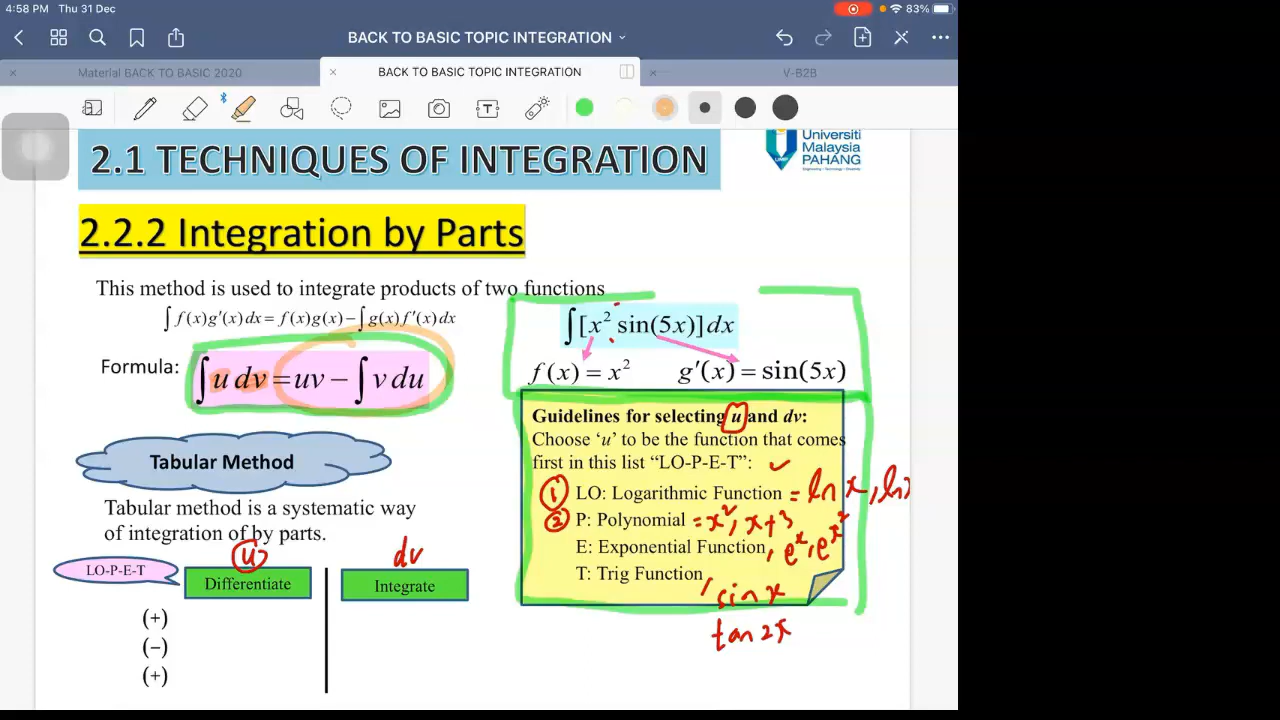 4:58 PM Thu 31 Dec
83%
BACK TO BASIC TOPIC INTEGRATION
Material BACK TO BASIC 2020
BACK TO BASIC TOPIC INTEGRATION
V-B2B
2.1 TECHNIQUES OF INTEGRATION
Universiti
Malaysia
PAHANG
2.2.2 Integration by Parts
This method is used to integrate products of two functions
∫ f(x)g′(x)dx = f(x)g(x) − ∫ g(x)f′(x)dx
Formula:
∫ u dv = uv − ∫ v du
∫[x² sin(5x)]dx
f(x) = x²
g′(x) = sin(5x)
Guidelines for selecting u and dv:
Choose ‘u’ to be the function that comes
first in this list “LO-P-E-T”: ✓
① LO: Logarithmic Function = ln x,
② P: Polynomial = x², x+3
E: Exponential Function, eˣ, e^x²
T: Trig Function, sin x
tan 2x
Tabular Method
Tabular method is a systematic way
of integration of by parts.
u
dv
LO-P-E-T
Differentiate
Integrate
(+)
(−)
(+)